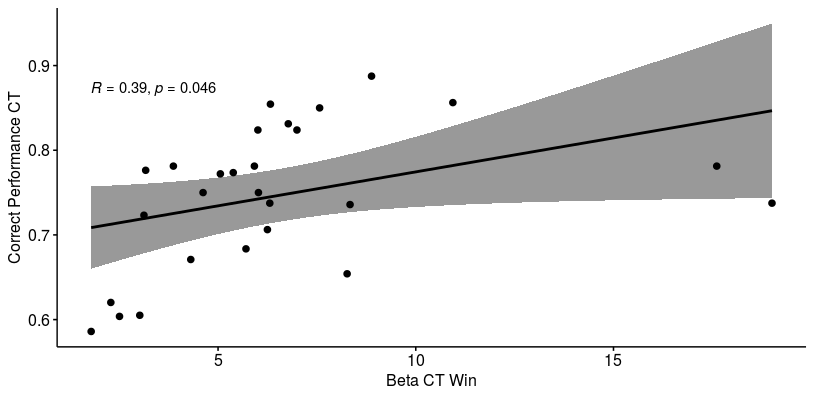 Correct Performance CT
0.9
0.8
0.7
0.6
R = 0.39, p = 0.046
5
10
15
Beta CT Win